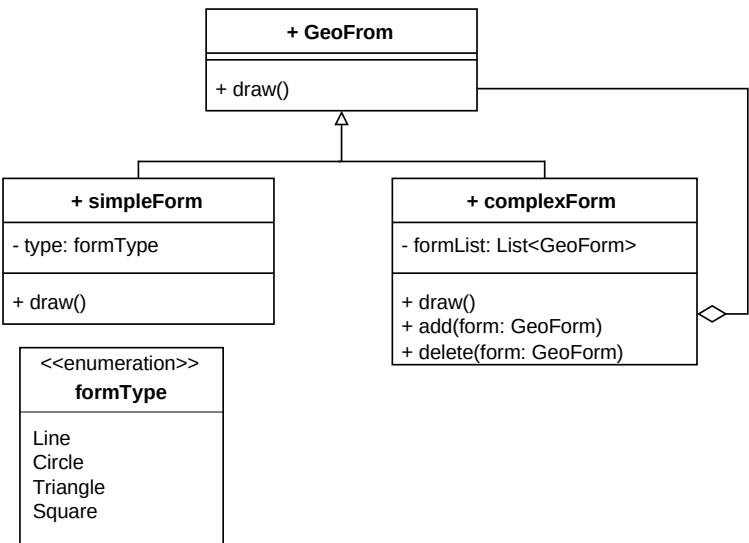 + GeoFrom
+ draw()
+ simpleForm
- type: formType
+ draw()
+ complexForm
- formList: List<GeoForm>
+ draw()
+ add(form: GeoForm)
+ delete(form: GeoForm)
<<enumeration>>
formType
Line
Circle
Triangle
Square